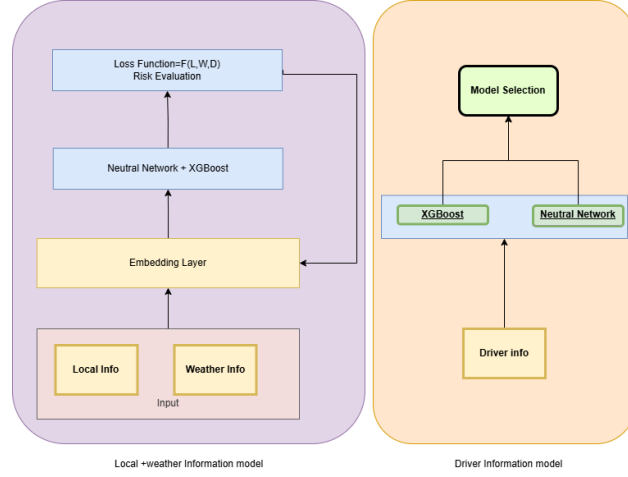 Loss Function=F(L,W,D)
Risk Evaluation
Neutral Network + XGBoost
Embedding Layer
Local Info
Weather Info
Input
Local +weather Information model
Model Selection
XGBoost
Neutral Network
Driver info
Driver Information model